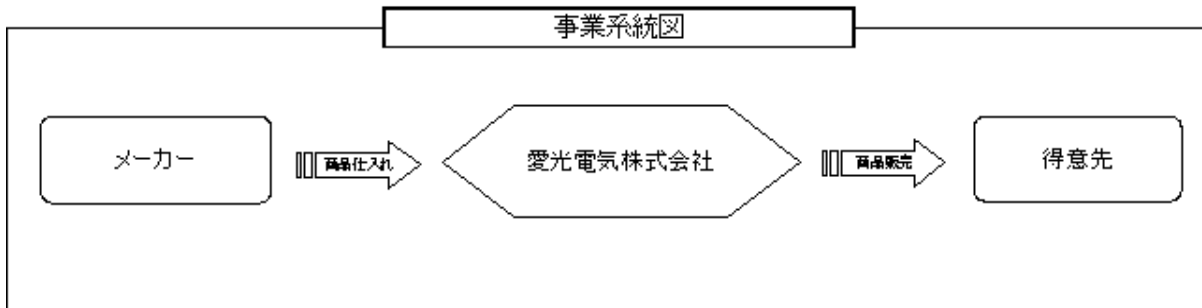 事業系統図
メーカー
商品仕入れ
愛光電気株式会社
商品販売
得意先